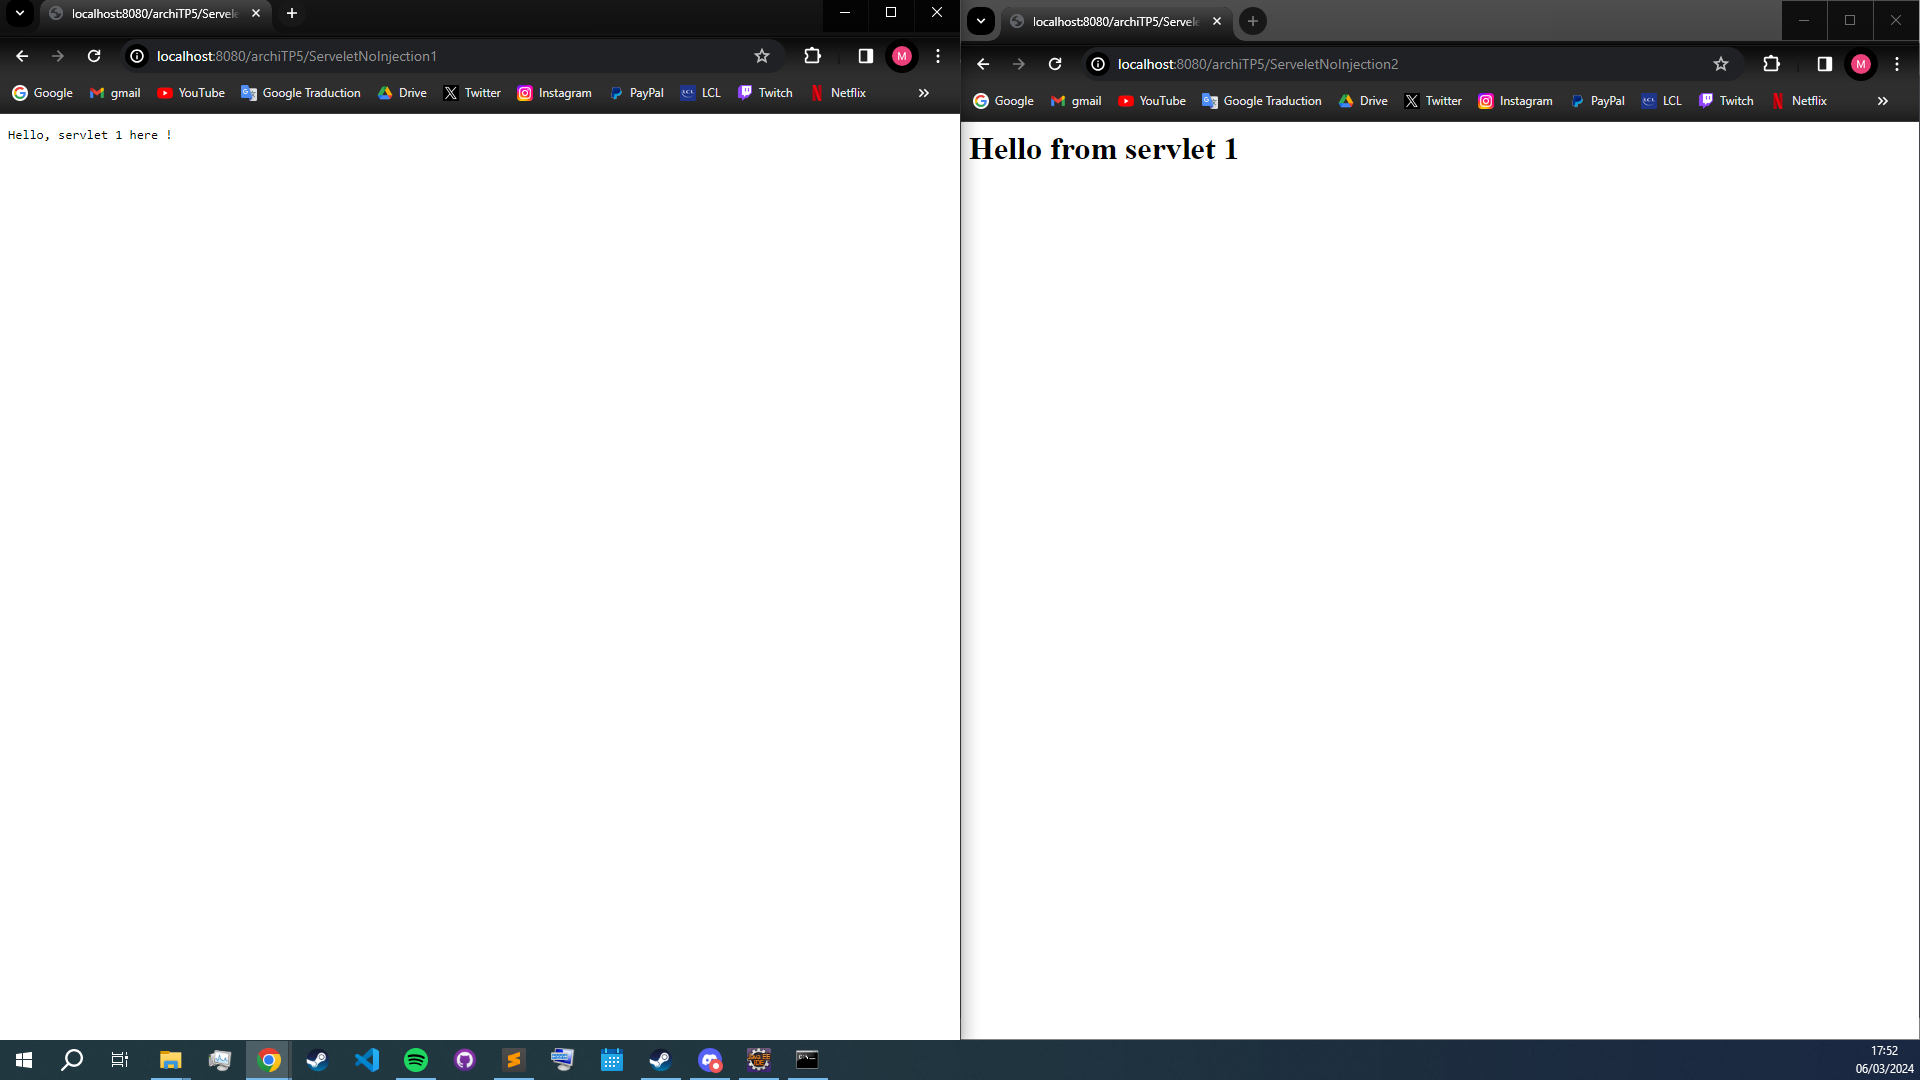 localhost:8080/archiTP5/Servele
localhost:8080/archiTP5/ServeletNoInjection1
M
Google gmail YouTube Google Traduction Drive Twitter Instagram PayPal LCL Twitch Netflix
Hello, servlet 1 here !
localhost:8080/archiTP5/Servele
localhost:8080/archiTP5/ServeletNoInjection2
M
Google gmail YouTube Google Traduction Drive Twitter Instagram PayPal LCL Twitch Netflix
Hello from servlet 1
17:52
06/03/2024